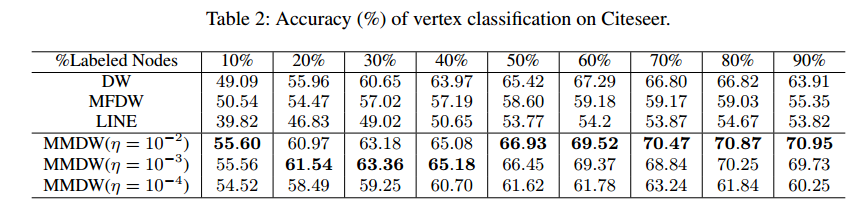 Table 2: Accuracy (%) of vertex classification on Citeseer.
%Labeled Nodes 10% 20% 30% 40% 50% 60% 70% 80% 90%
DW 49.09 55.96 60.65 63.97 65.42 67.29 66.80 66.82 63.91
MFDW 50.54 54.47 57.02 57.19 58.60 59.18 59.17 59.03 55.35
LINE 39.82 46.83 49.02 50.65 53.77 54.2 53.87 54.67 53.82
MMDW(η = 10⁻²) 55.60 60.97 63.18 65.08 66.93 69.52 70.47 70.87 70.95
MMDW(η = 10⁻³) 55.56 61.54 63.36 65.18 66.45 69.37 68.84 70.25 69.73
MMDW(η = 10⁻⁴) 54.52 58.49 59.25 60.70 61.62 61.78 63.24 61.84 60.25